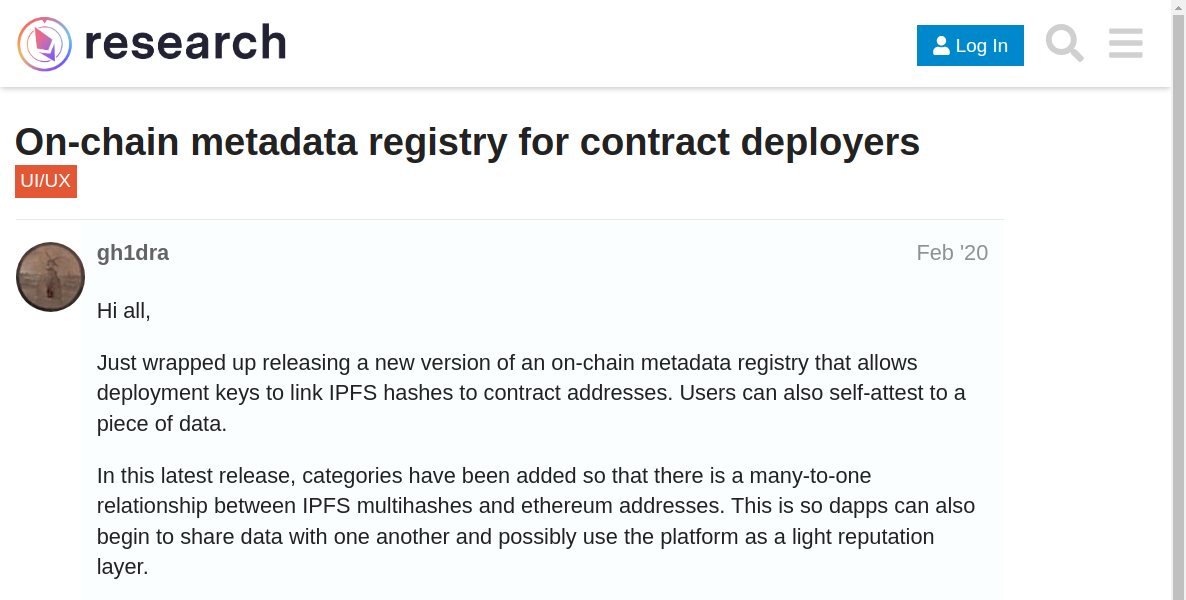 research
Log In
On-chain metadata registry for contract deployers
UI/UX
gh1dra
Feb '20
Hi all,
Just wrapped up releasing a new version of an on-chain metadata registry that allows
deployment keys to link IPFS hashes to contract addresses. Users can also self-attest to a
piece of data.
In this latest release, categories have been added so that there is a many-to-one
relationship between IPFS multihashes and ethereum addresses. This is so dapps can also
begin to share data with one another and possibly use the platform as a light reputation
layer.